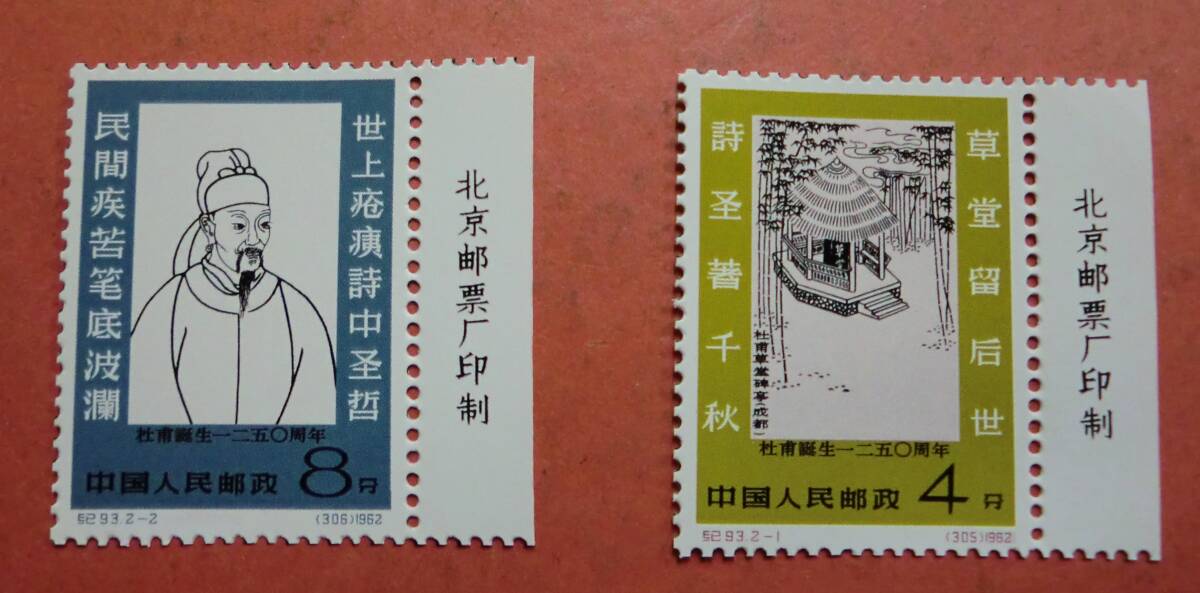 世上疮痍詩中圣哲
民間疾苦笔底波瀾
杜甫誕生一二五〇周年
中国人民邮政 8分
纪93.2-2 (306)1962
北京邮票厂印制
草堂留后世
詩圣著千秋
杜甫草堂碑亭(成都)
杜甫誕生一二五〇周年
中国人民邮政 4分
纪93.2-1 (305)1962
北京邮票厂印制